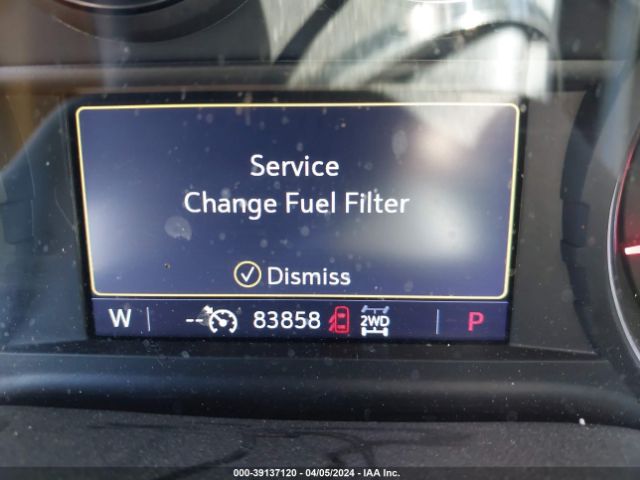 Service
Change Fuel Filter
Dismiss
W -- 83858 2WD P
000-39137120 - 04/05/2024 - IAA Inc.